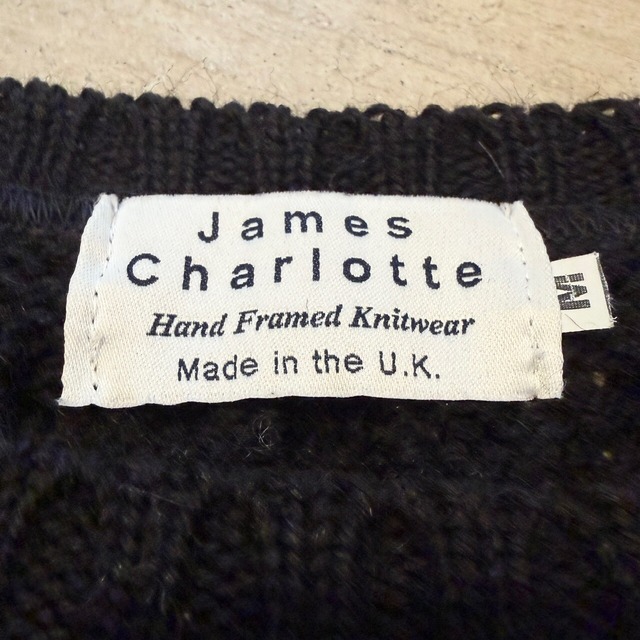 James
Charlotte
Hand Framed Knitwear
Made in the U.K.
M